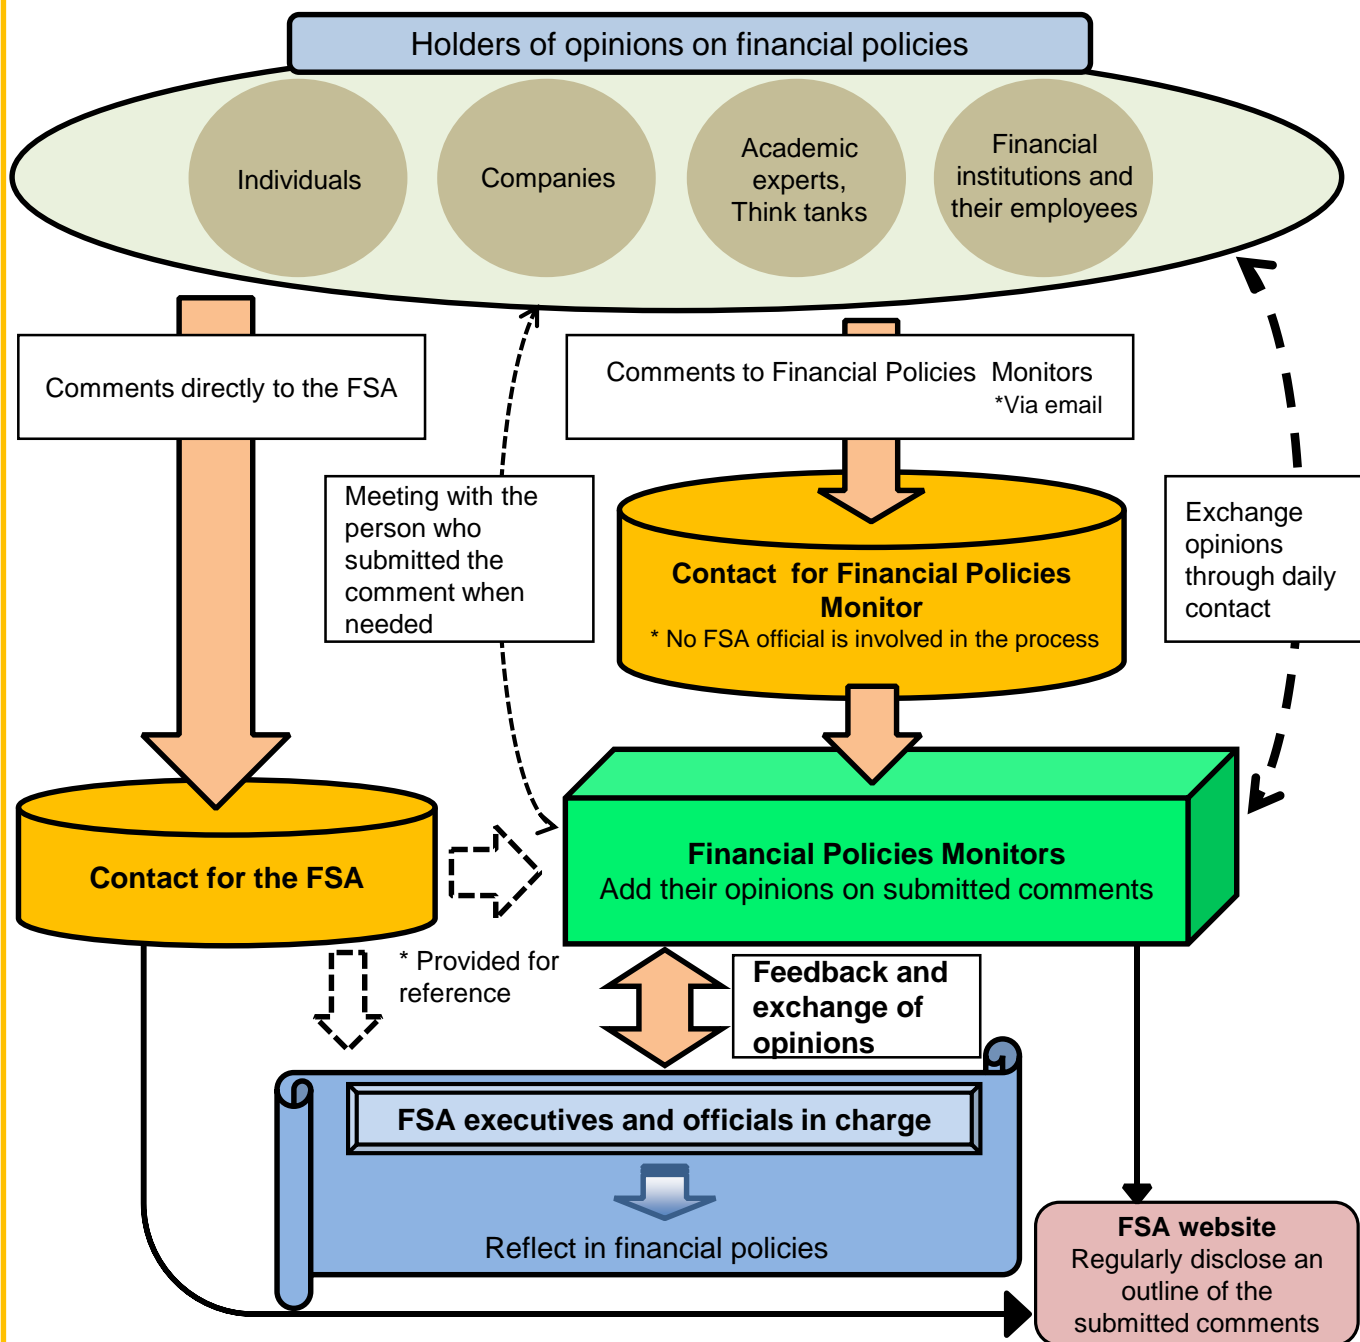 Holders of opinions on financial policies
Individuals
Companies
Academic
experts,
Think tanks
Financial
institutions and
their employees
Comments directly to the FSA
Comments to Financial Policies Monitors
*Via email
Meeting with the
person who
submitted the
comment when
needed
Contact for Financial Policies
Monitor
* No FSA official is involved in the process
Exchange
opinions
through daily
contact
Contact for the FSA
Financial Policies Monitors
Add their opinions on submitted comments
* Provided for
reference
Feedback and
exchange of
opinions
FSA executives and officials in charge
Reflect in financial policies
FSA website
Regularly disclose an
outline of the
submitted comments